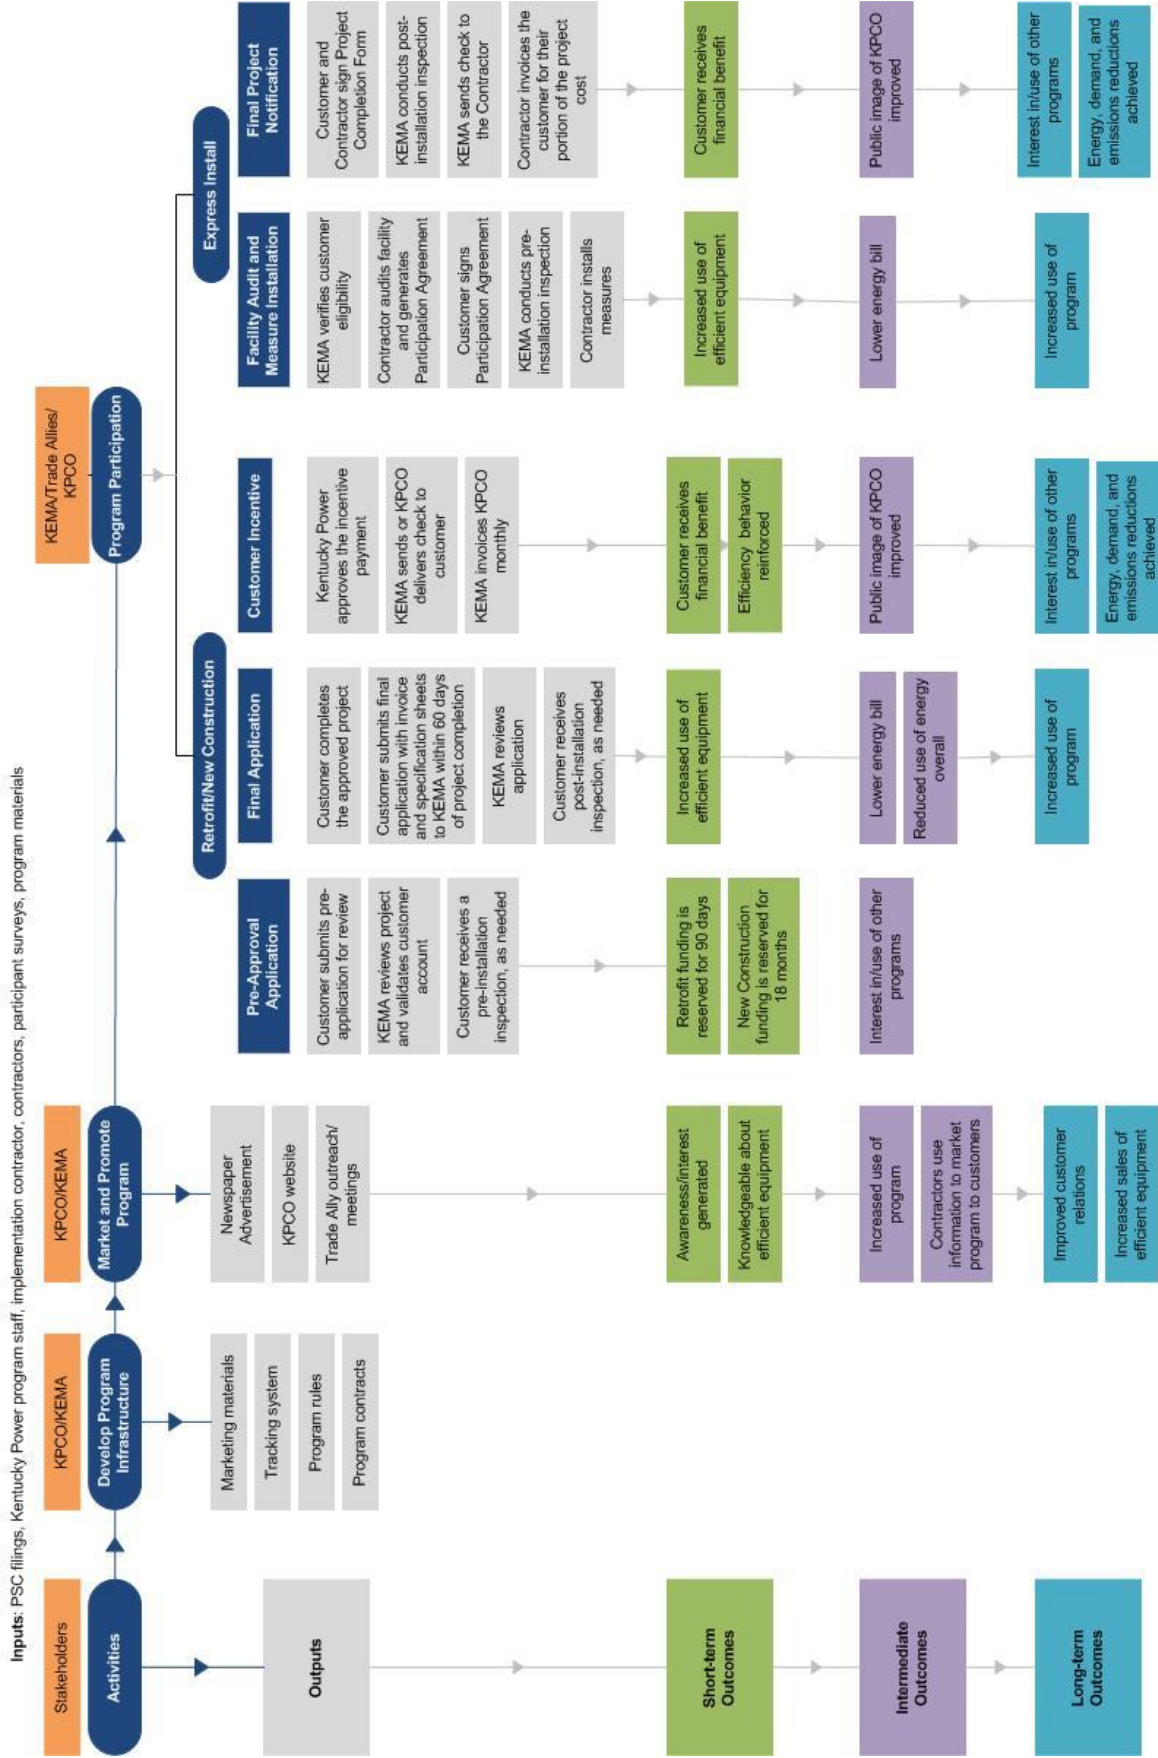 Inputs: PSC filings, Kentucky Power program staff, implementation contractor, contractors, participant surveys, program materials
Stakeholders
KPCO/KEMA
KPCO/KEMA
KEMA/Trade Allies/
KPCO
Activities
Develop Program
Infrastructure
Market and Promote
Program
Program Participation
Retrofit/New Construction
Express Install
Outputs
Marketing materials
Tracking system
Program rules
Program contracts
Newspaper
Advertisement
KPCO website
Trade Ally outreach/
meetings
Pre-Approval
Application
Customer submits pre-
application for review
KEMA reviews project
and validates customer
account
Customer receives a
pre-installation
inspection, as needed
Final Application
Customer completes
the approved project
Customer submits final
application with invoice
and specification sheets
to KEMA within 60 days
of project completion
KEMA reviews
application
Customer receives
post-installation
inspection, as needed
Customer Incentive
Kentucky Power
approves the incentive
payment
KEMA sends or KPCO
delivers check to
customer
KEMA invoices KPCO
monthly
Facility Audit and
Measure Installation
KEMA verifies customer
eligibility
Contractor audits facility
and generates
Participation Agreement
Customer signs
Participation Agreement
KEMA conducts pre-
installation inspection
Contractor installs
measures
Final Project
Notification
Customer and
Contractor sign Project
Completion Form
KEMA conducts post-
installation inspection
KEMA sends check to
the Contractor
Contractor invoices the
customer for their
portion of the project
cost
Short-term
Outcomes
Awareness/interest
generated
Knowledgeable about
efficient equipment
Retrofit funding is
reserved for 90 days
New Construction
funding is reserved for
18 months
Increased use of
efficient equipment
Customer receives
financial benefit
Efficiency behavior
reinforced
Increased use of
efficient equipment
Customer receives
financial benefit
Intermediate
Outcomes
Increased use of
program
Contractors use
information to market
program to customers
Interest in/use of other
programs
Lower energy bill
Reduced use of energy
overall
Public image of KPCO
improved
Lower energy bill
Public image of KPCO
improved
Long-term
Outcomes
Improved customer
relations
Increased sales of
efficient equipment
Increased use of
program
Interest in/use of other
programs
Energy, demand, and
emissions reductions
achieved
Increased use of
program
Interest in/use of other
programs
Energy, demand, and
emissions reductions
achieved